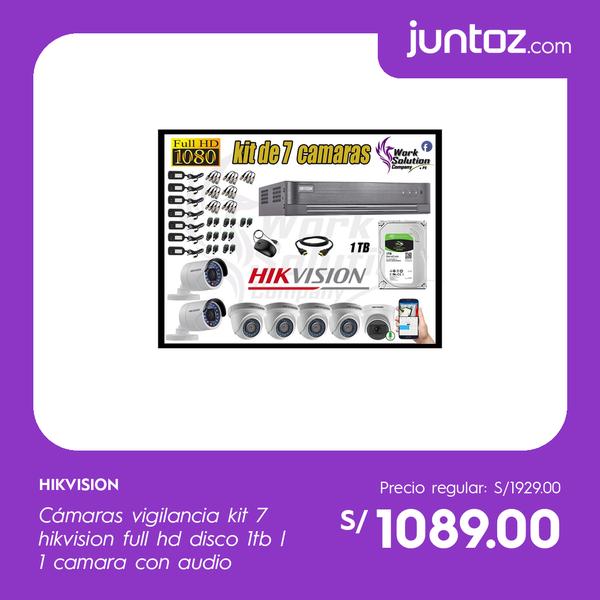 juntoz.com
Full HD
1080
kit de 7 camaras
Work
Solution
Company
1 TB
HIKVISION
HIKVISION
Cámaras vigilancia kit 7
hikvision full hd disco 1tb |
1 camara con audio
Precio regular: S/1929.00
S/ 1089.00